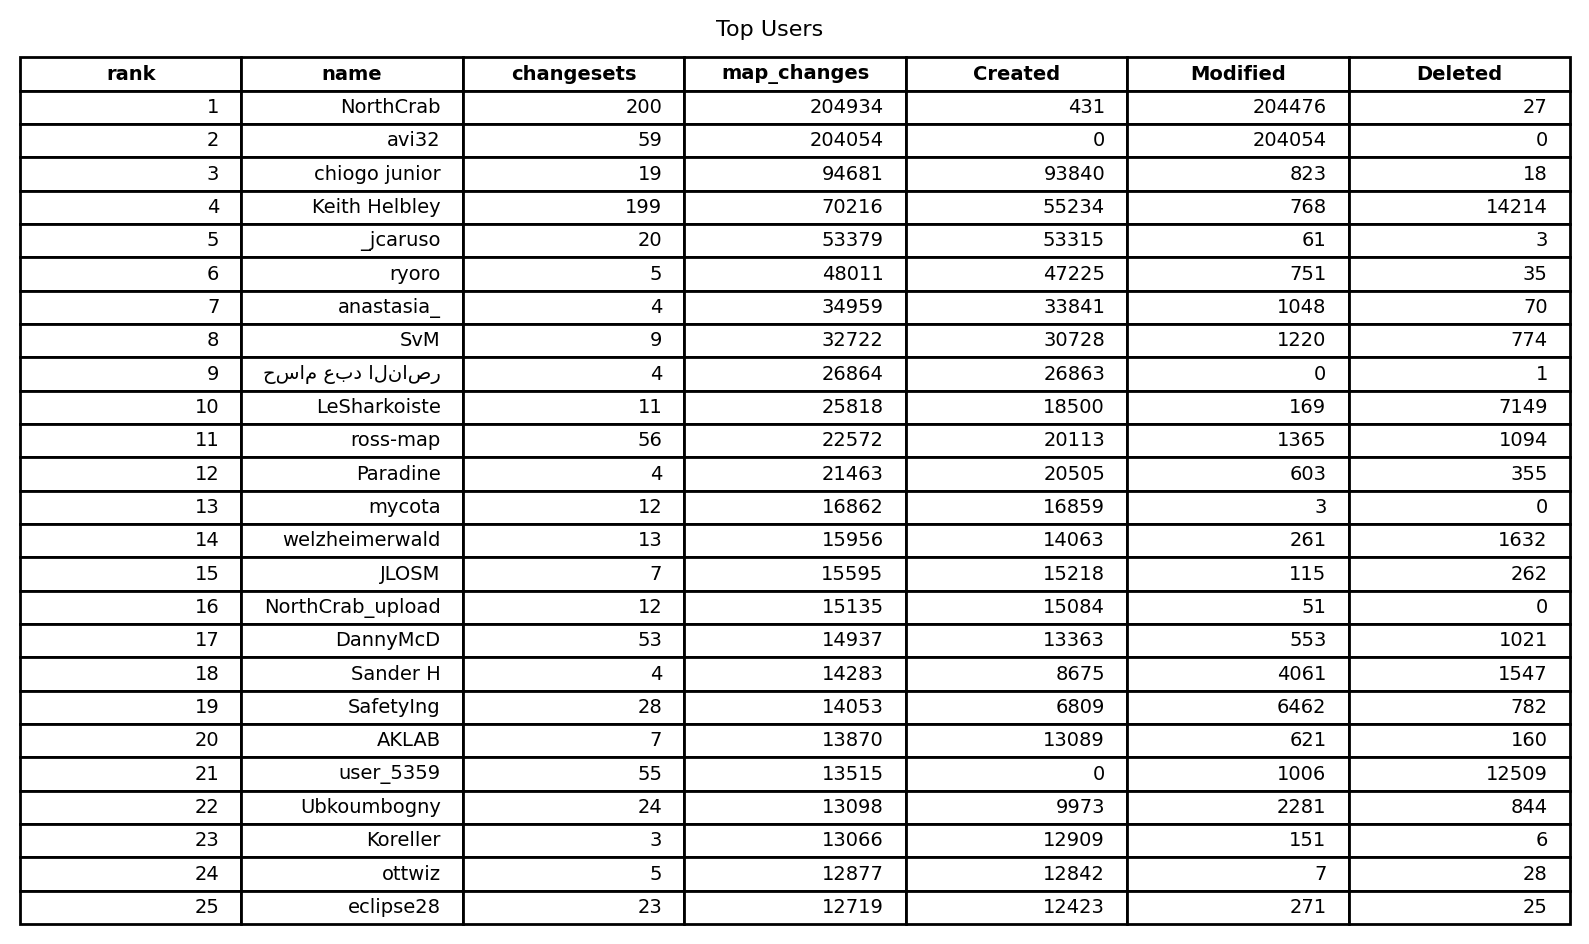 Top Users
rank name changesets map_changes Created Modified Deleted
1 NorthCrab 200 204934 431 204476 27
2 avi32 59 204054 0 204054 0
3 chiogo junior 19 94681 93840 823 18
4 Keith Helbley 199 70216 55234 768 14214
5 _jcaruso 20 53379 53315 61 3
6 ryoro 5 48011 47225 751 35
7 anastasia_ 4 34959 33841 1048 70
8 SvM 9 32722 30728 1220 774
9 رصانلا دبع ماسح 4 26864 26863 0 1
10 LeSharkoiste 11 25818 18500 169 7149
11 ross-map 56 22572 20113 1365 1094
12 Paradine 4 21463 20505 603 355
13 mycota 12 16862 16859 3 0
14 welzheimerwald 13 15956 14063 261 1632
15 JLOSM 7 15595 15218 115 262
16 NorthCrab_upload 12 15135 15084 51 0
17 DannyMcD 53 14937 13363 553 1021
18 Sander H 4 14283 8675 4061 1547
19 SafetyIng 28 14053 6809 6462 782
20 AKLAB 7 13870 13089 621 160
21 user_5359 55 13515 0 1006 12509
22 Ubkoumbogny 24 13098 9973 2281 844
23 Koreller 3 13066 12909 151 6
24 ottwiz 5 12877 12842 7 28
25 eclipse28 23 12719 12423 271 25